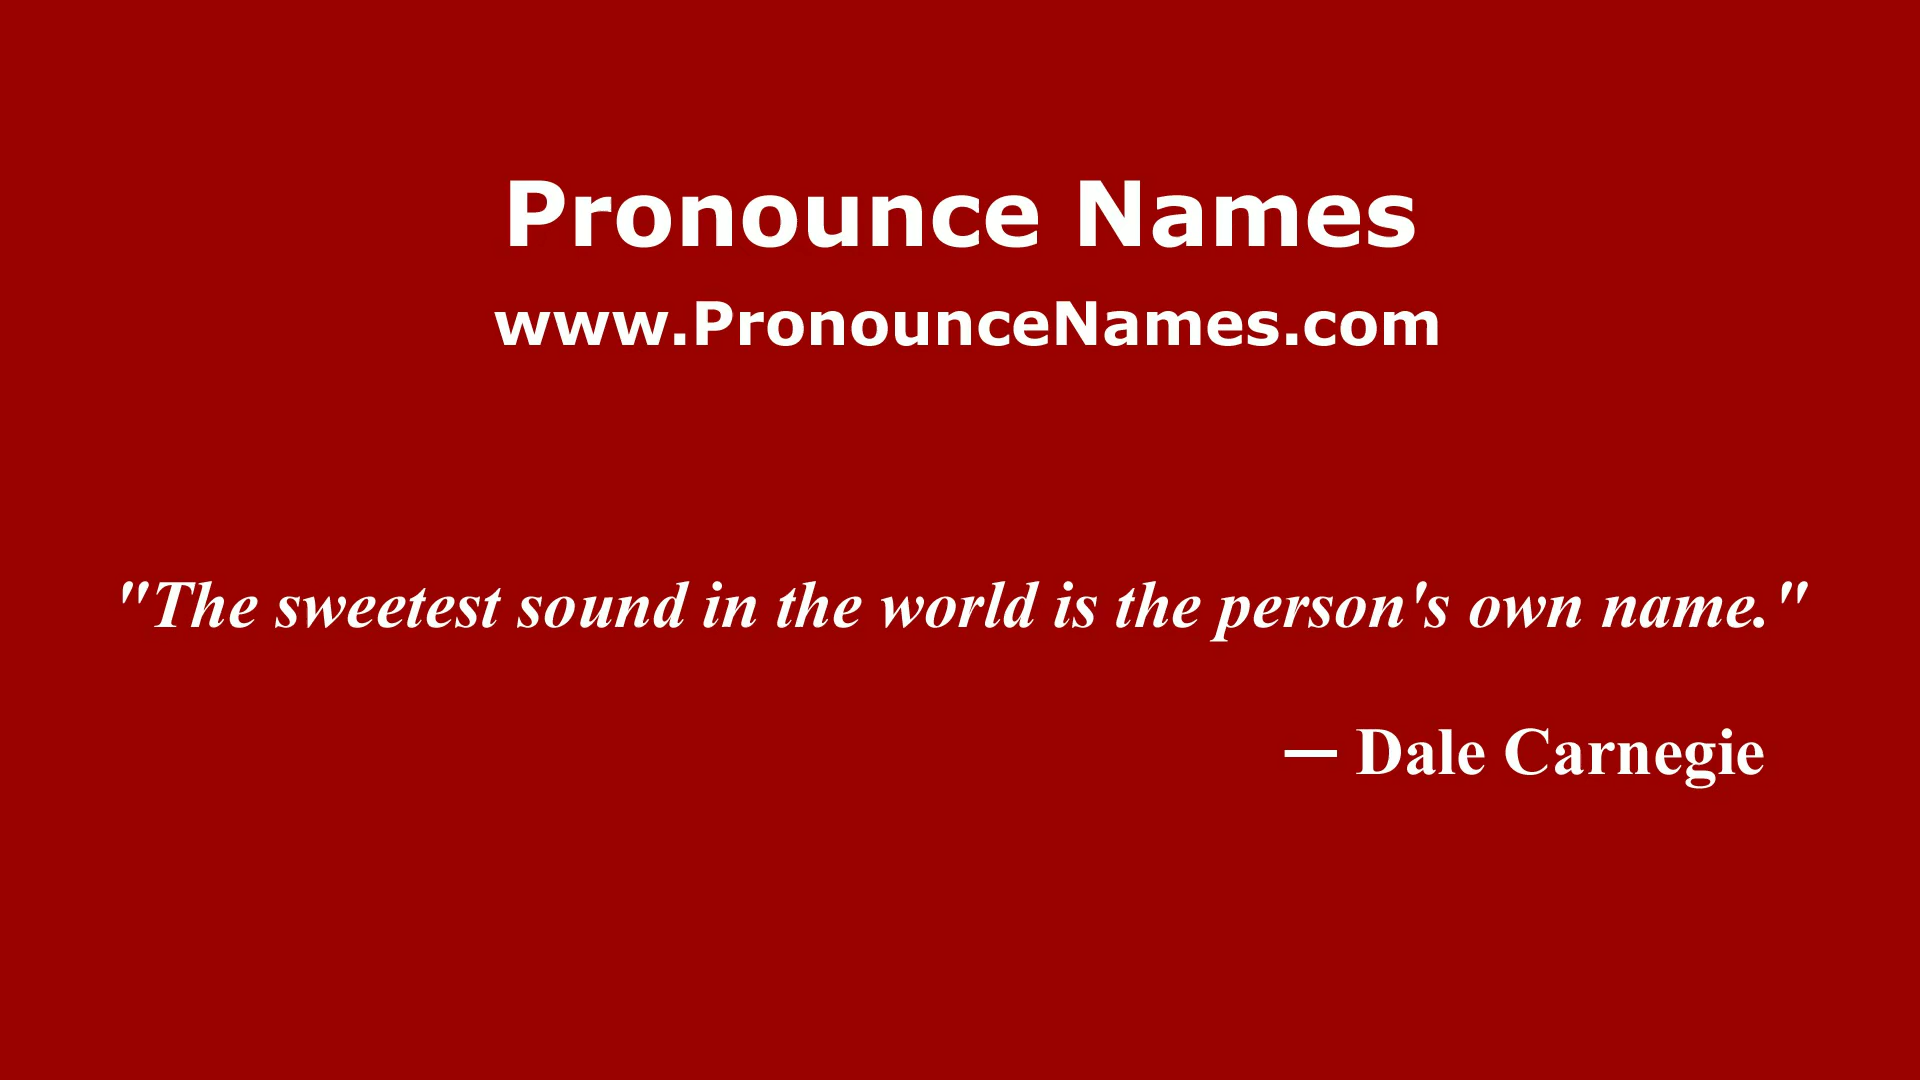 Pronounce Names
www.PronounceNames.com
"The sweetest sound in the world is the person's own name."
— Dale Carnegie